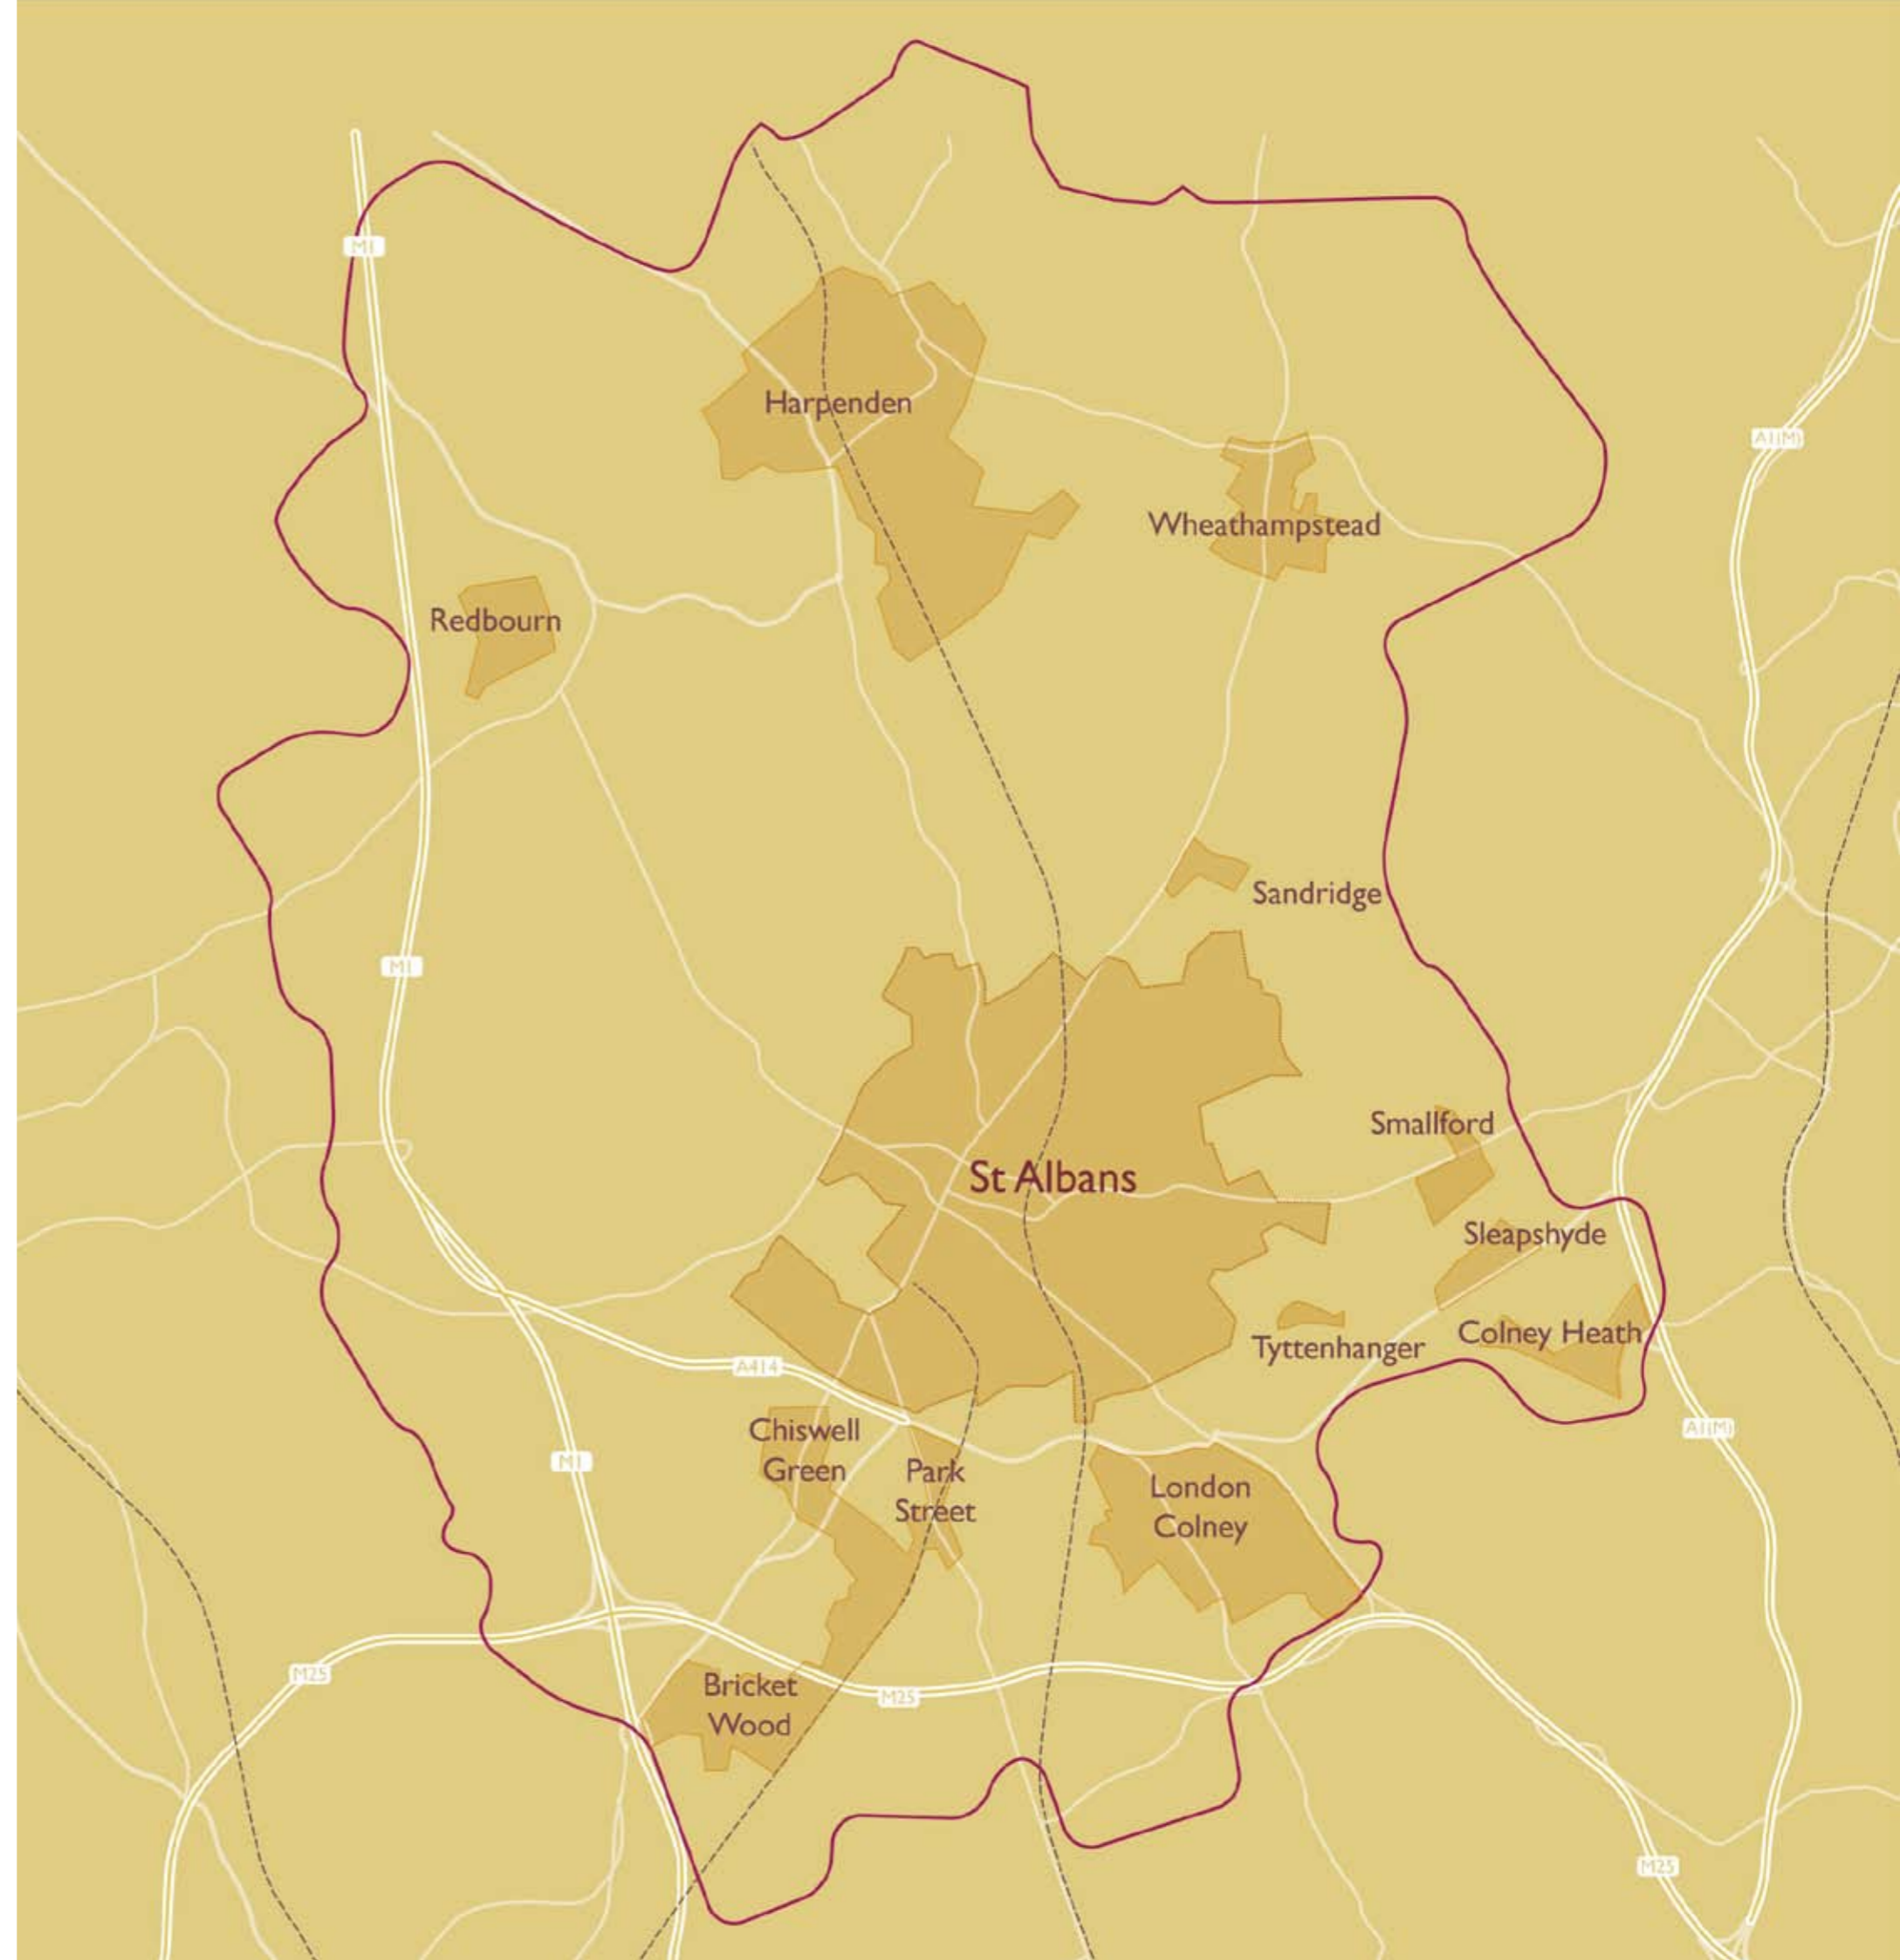 M1
Harpenden
A1(M)
Wheathampstead
Redbourn
Sandridge
M1
Smallford
St Albans
Sleapshyde
Colney Heath
Tyttenhanger
A414
Chiswell
Green
A1(M)
M1
Park
Street
London
Colney
M25
Bricket
Wood
M25
M25